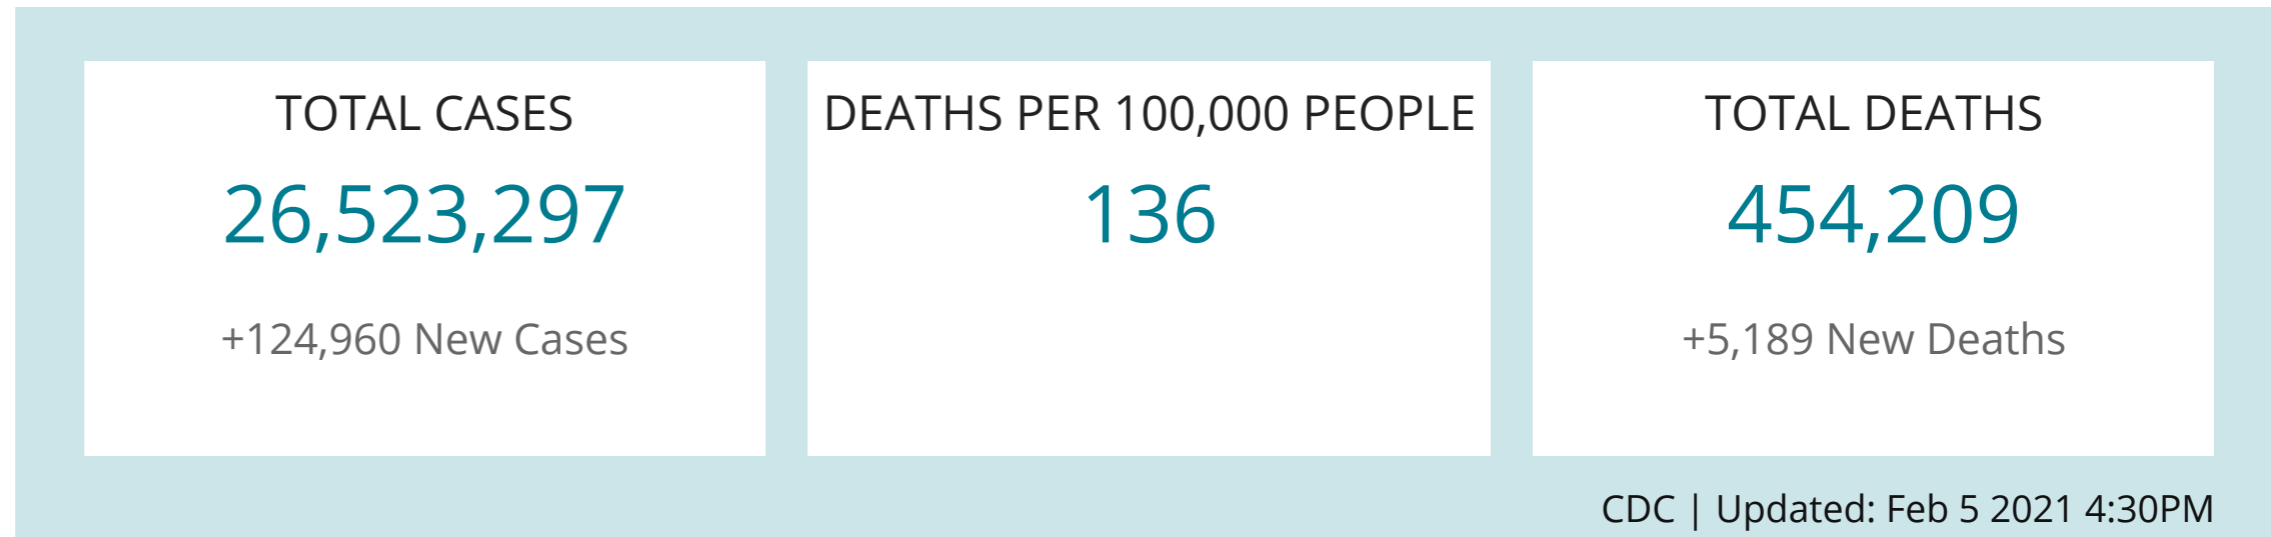 TOTAL CASES
26,523,297
+124,960 New Cases
DEATHS PER 100,000 PEOPLE
136
TOTAL DEATHS
454,209
+5,189 New Deaths
CDC | Updated: Feb 5 2021 4:30PM